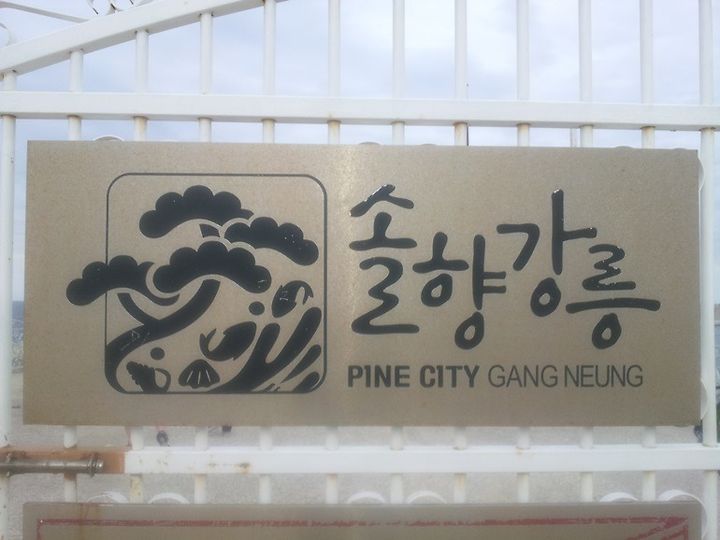 솔향강릉
PINE CITY GANG NEUNG